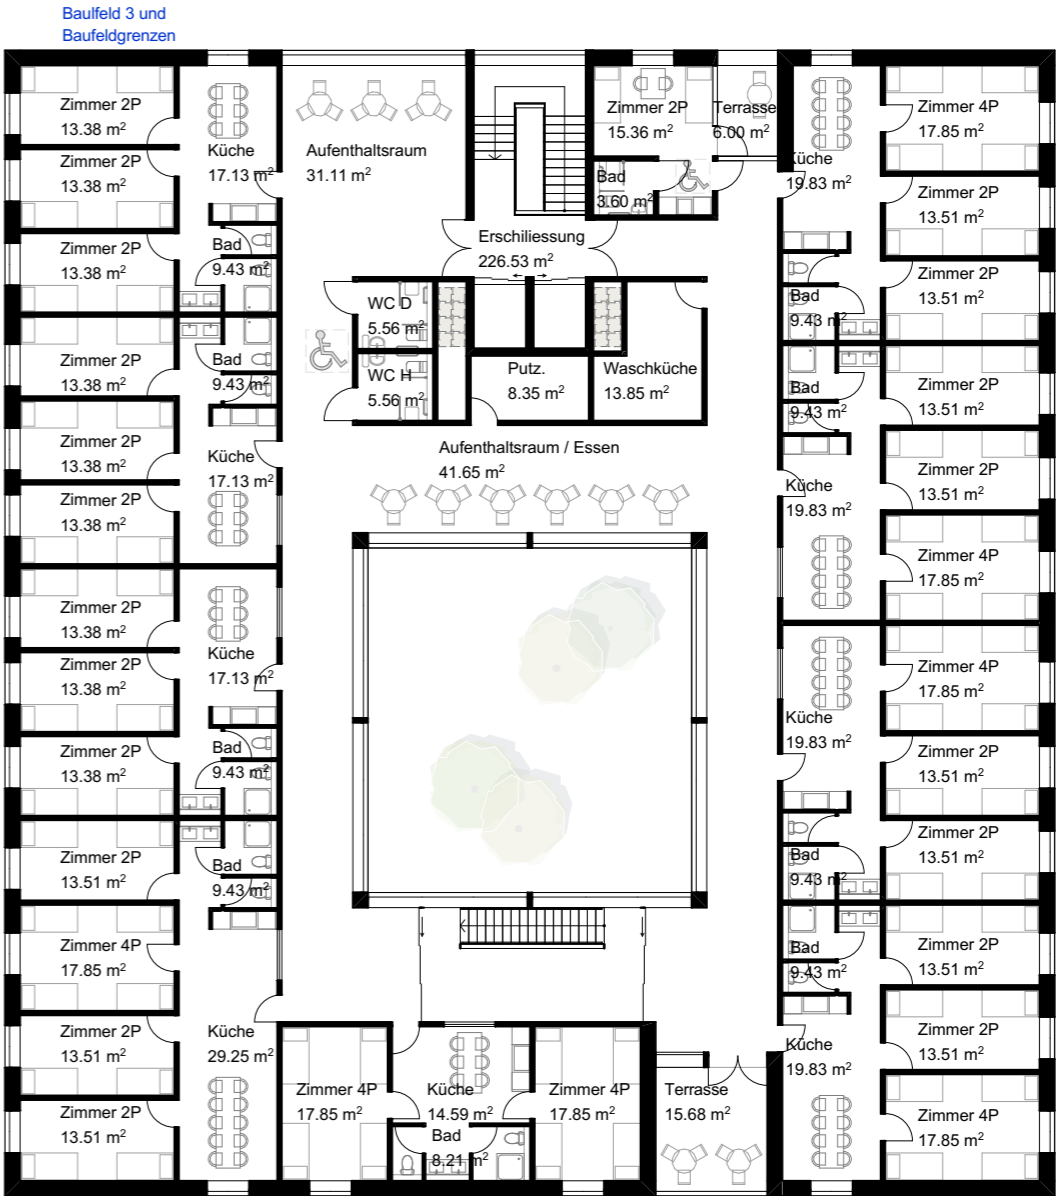 Baulfeld 3 und
Baufeldgrenzen
Zimmer 2P
13.38 m²
Küche
17.13 m²
Aufenthaltsraum
31.11 m²
Zimmer 2P
15.36 m²
Terrasse
6.00 m²
Küche
19.83 m²
Zimmer 4P
17.85 m²
Zimmer 2P
13.38 m²
Bad
3.60 m²
Zimmer 2P
13.51 m²
Zimmer 2P
13.38 m²
Bad
9.43 m²
Erschiliessung
226.53 m²
Bad
9.43 m²
Zimmer 2P
13.51 m²
WC D
5.56 m²
Zimmer 2P
13.38 m²
Bad
9.43 m²
WC H
5.56 m²
Putz.
8.35 m²
Waschküche
13.85 m²
Bad
9.43 m²
Zimmer 2P
13.51 m²
Zimmer 2P
13.38 m²
Küche
17.13 m²
Aufenthaltsraum / Essen
41.65 m²
Küche
19.83 m²
Zimmer 2P
13.51 m²
Zimmer 2P
13.38 m²
Zimmer 4P
17.85 m²
Zimmer 2P
13.38 m²
Küche
17.13 m²
Zimmer 2P
13.38 m²
Zimmer 4P
17.85 m²
Küche
19.83 m²
Zimmer 2P
13.38 m²
Bad
9.43 m²
Zimmer 2P
13.51 m²
Zimmer 2P
13.51 m²
Bad
9.43 m²
Bad
9.43 m²
Zimmer 2P
13.51 m²
Zimmer 4P
17.85 m²
Bad
9.43 m²
Zimmer 2P
13.51 m²
Zimmer 2P
13.51 m²
Küche
29.25 m²
Küche
19.83 m²
Zimmer 2P
13.51 m²
Zimmer 2P
13.51 m²
Zimmer 4P
17.85 m²
Küche
14.59 m²
Zimmer 4P
17.85 m²
Terrasse
15.68 m²
Zimmer 4P
17.85 m²
Bad
8.21 m²